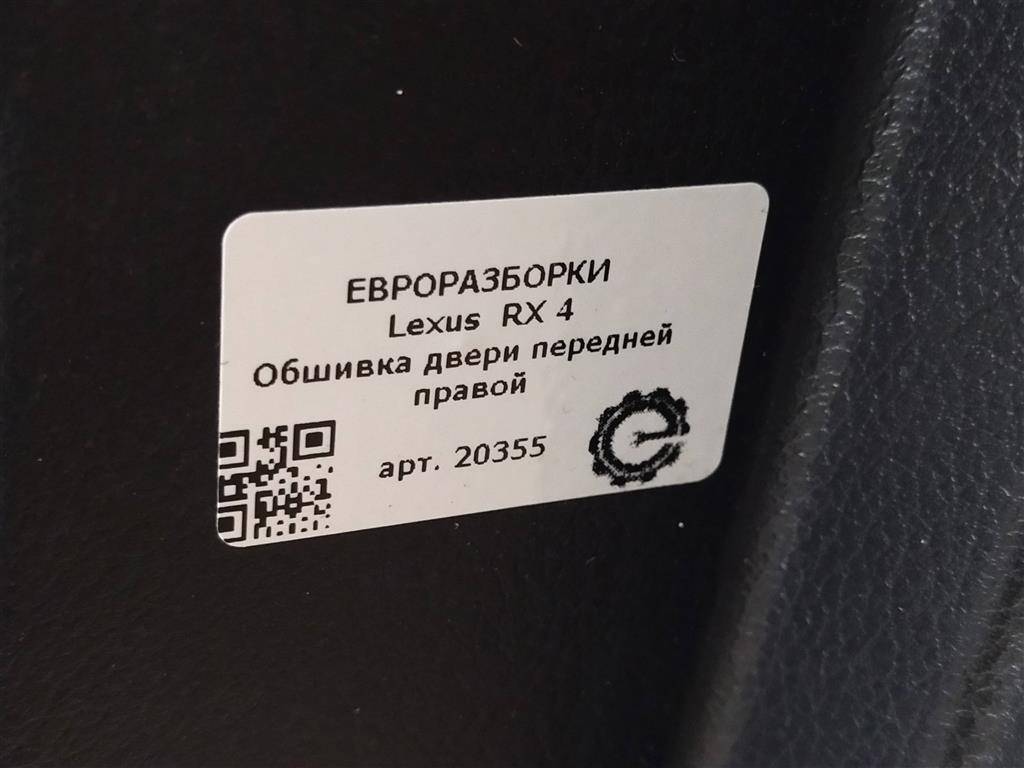 ЕВРОРАЗБОРКИ
Lexus RX 4
Обшивка двери передней
правой
арт. 20355